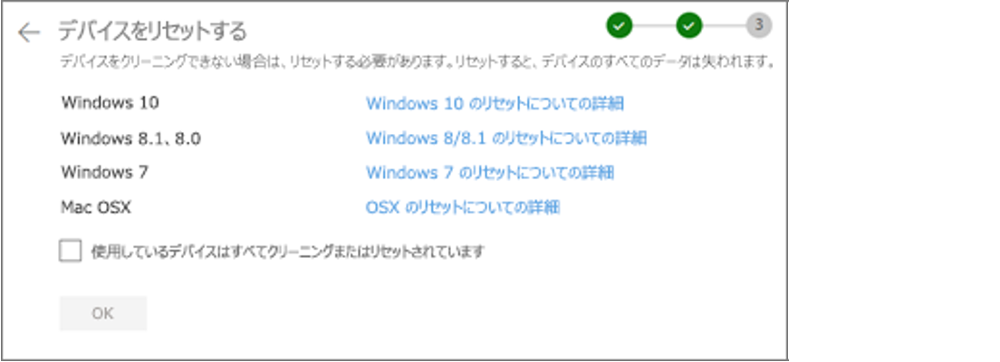 デバイスをリセットする
3
デバイスをクリーニングできない場合は、リセットする必要があります。リセットすると、デバイスのすべてのデータは失われます。
Windows 10 Windows 10 のリセットについての詳細
Windows 8.1、8.0 Windows 8/8.1 のリセットについての詳細
Windows 7 Windows 7 のリセットについての詳細
Mac OSX OSX のリセットについての詳細
使用しているデバイスはすべてクリーニングまたはリセットされています
OK